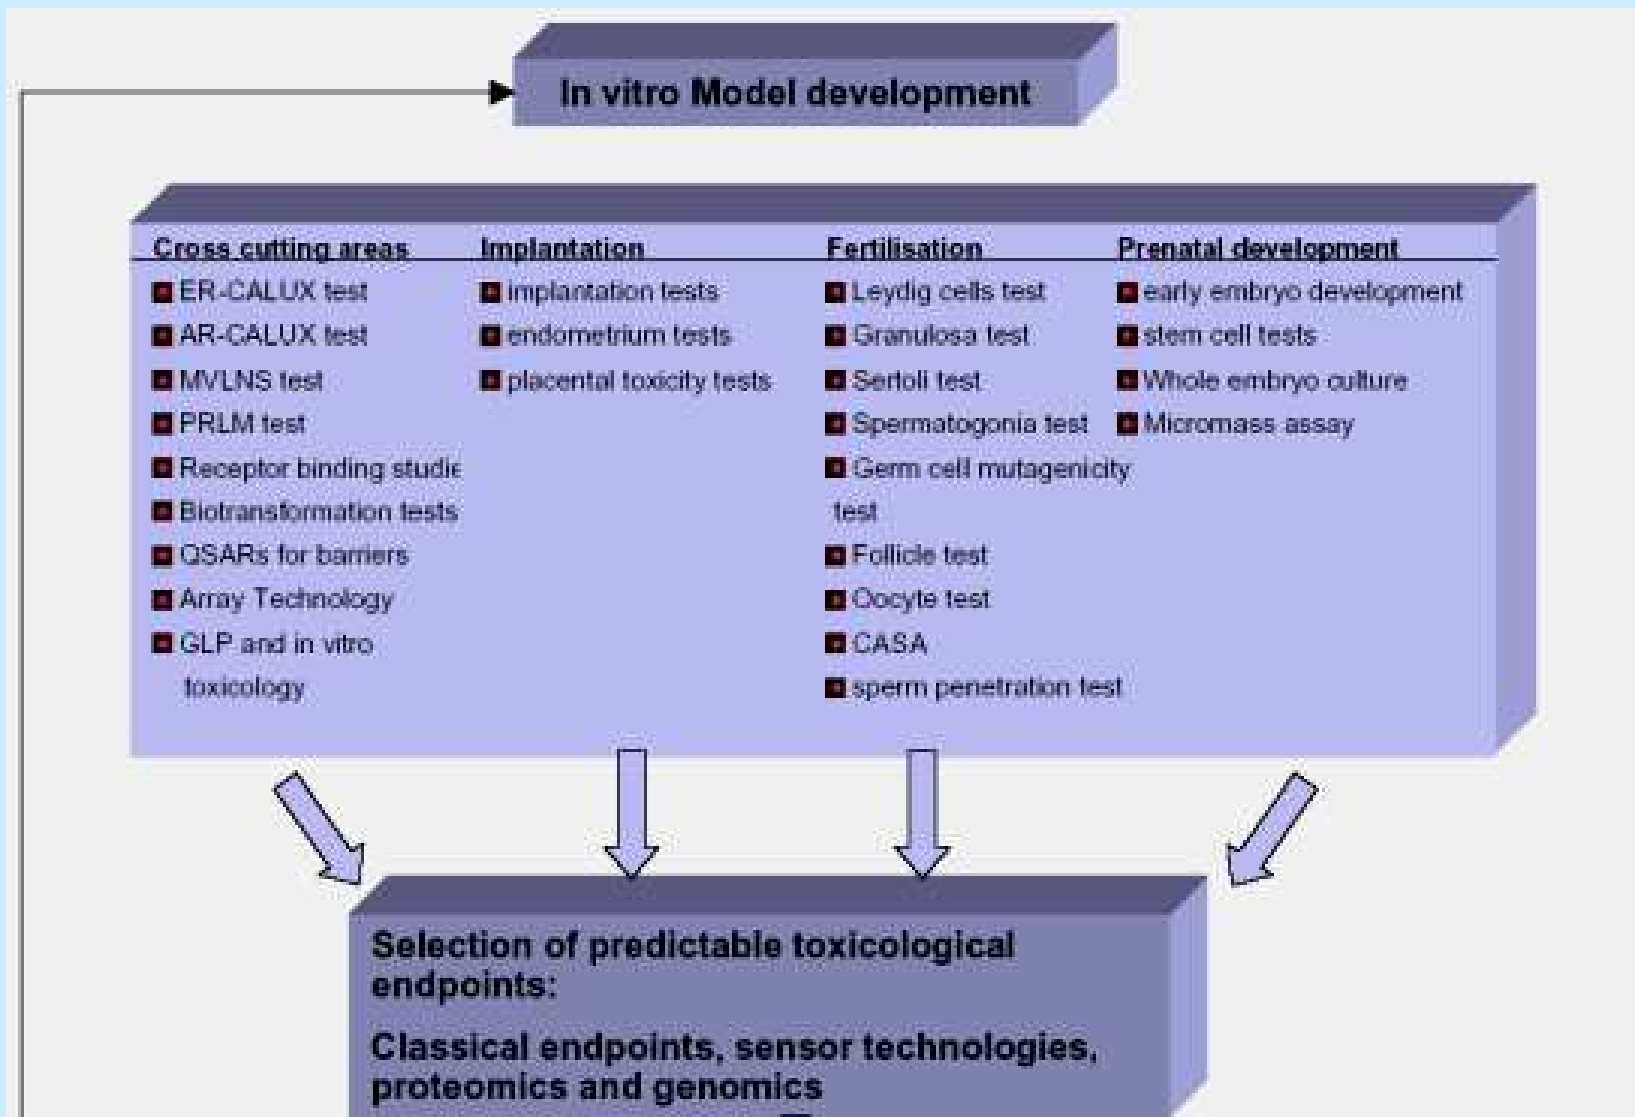 In vitro Model development
Cross cutting areas
ER-CALUX test
AR-CALUX test
MVLNS test
PRLM test
Receptor binding studie
Biotransformation tests
QSARs for barriers
Array Technology
GLP and in vitro
toxicology
Implantation
implantation tests
endometrium tests
placental toxicity tests
Fertilisation
Leydig cells test
Granulosa test
Sertoli test
Spermatogonia test
Germ cell mutagenicity
test
Follicle test
Oocyte test
CASA
sperm penetration test
Prenatal development
early embryo development
stem cell tests
Whole embryo culture
Micromass assay
Selection of predictable toxicological
endpoints:
Classical endpoints, sensor technologies,
proteomics and genomics